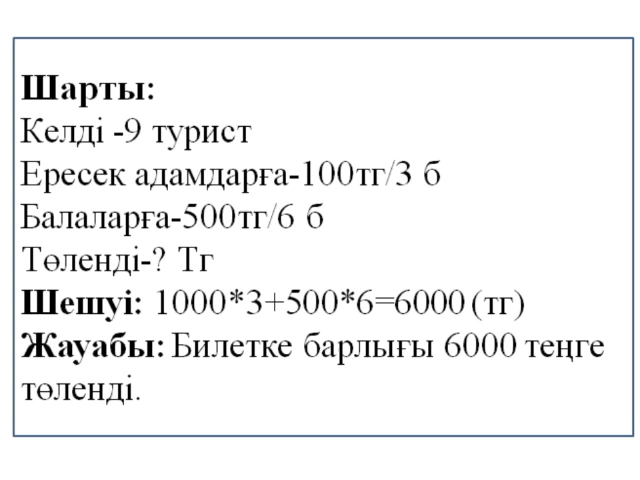 Шарты:
Келді -9 турист
Ересек адамдарға-100тг/3 б
Балаларға-500тг/6 б
Төленді-? Тг
Шешуі: 1000*3+500*6=6000 (тг)
Жауабы: Билетке барлығы 6000 теңге
төленді.